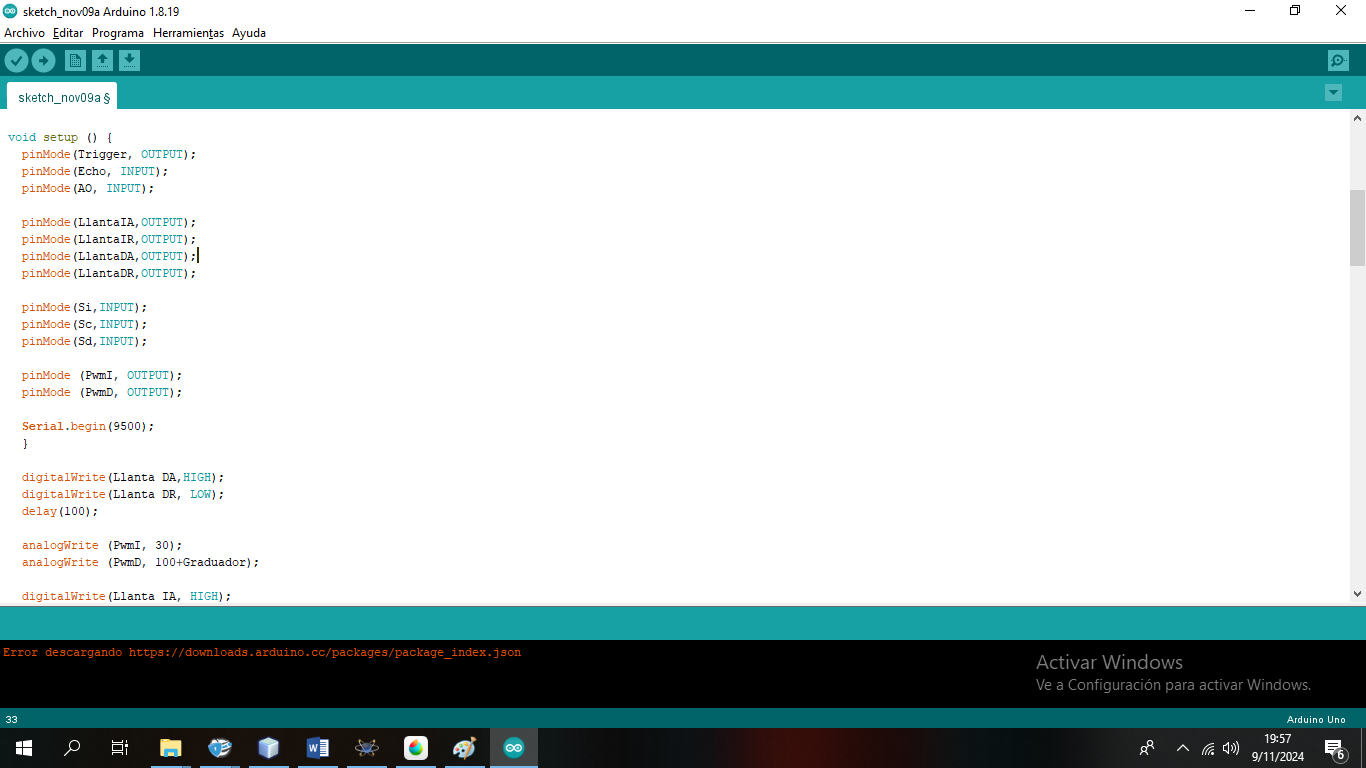 sketch_nov09a Arduino 1.8.19
Archivo Editar Programa Herramientas Ayuda
sketch_nov09a §
void setup () {
pinMode(Trigger, OUTPUT);
pinMode(Echo, INPUT);
pinMode(AO, INPUT);
pinMode(LlantaIA,OUTPUT);
pinMode(LlantaIR,OUTPUT);
pinMode(LlantaDA,OUTPUT);
pinMode(LlantaDR,OUTPUT);
pinMode(Si,INPUT);
pinMode(Sc,INPUT);
pinMode(Sd,INPUT);
pinMode (PwmI, OUTPUT);
pinMode (PwmD, OUTPUT);
Serial.begin(9500);
}
digitalWrite(Llanta DA,HIGH);
digitalWrite(Llanta DR, LOW);
delay(100);
analogWrite (PwmI, 30);
analogWrite (PwmD, 100+Graduador);
digitalWrite(Llanta IA, HIGH);
Error descargando https://downloads.arduino.cc/packages/package_index.json
Activar Windows
Ve a Configuración para activar Windows.
33
Arduino Uno
19:57
9/11/2024
6